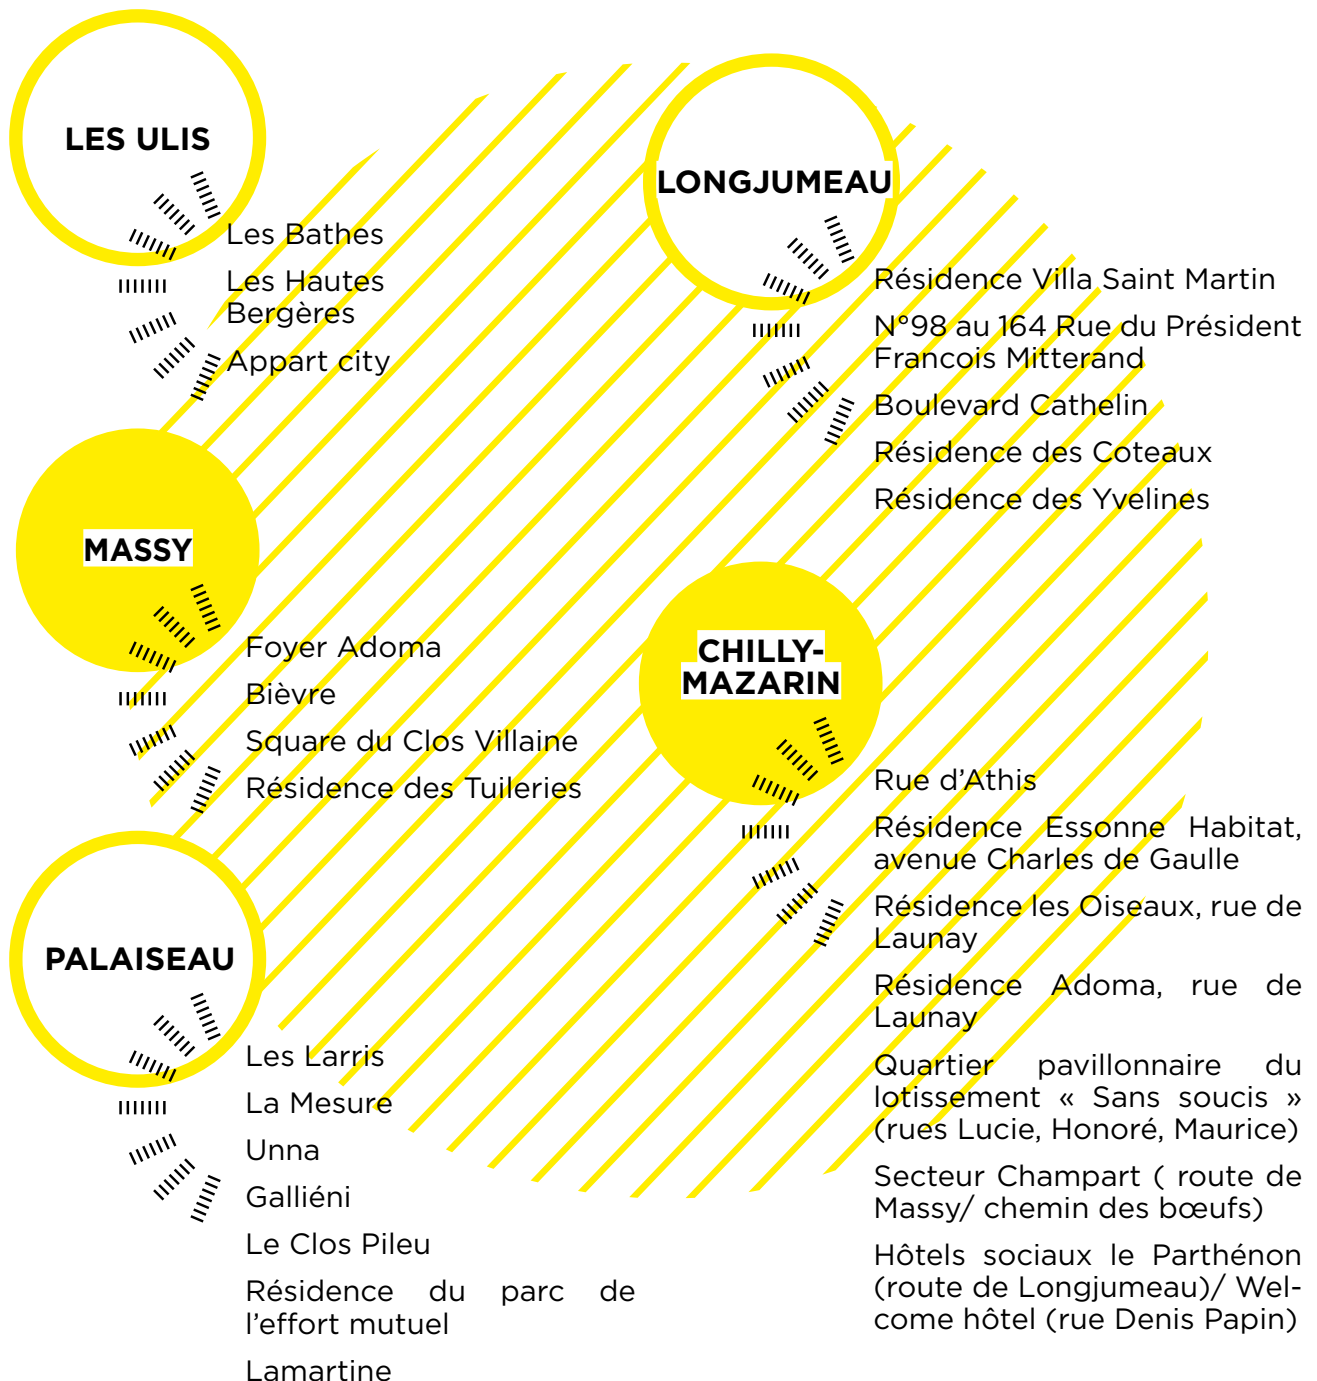 LES ULIS
Les Bathes
Les Hautes
Bergères
Appart city
MASSY
Foyer Adoma
Bièvre
Square du Clos Villaine
Résidence des Tuileries
PALAISEAU
Les Larris
La Mesure
Unna
Galliéni
Le Clos Pileu
Résidence du parc de
l'effort mutuel
Lamartine
LONGJUMEAU
Résidence Villa Saint Martin
N°98 au 164 Rue du Président
Francois Mitterand
Boulevard Cathelin
Résidence des Coteaux
Résidence des Yvelines
CHILLY-
MAZARIN
Rue d'Athis
Résidence Essonne Habitat,
avenue Charles de Gaulle
Résidence les Oiseaux, rue de
Launay
Résidence Adoma, rue de
Launay
Quartier pavillonnaire du
lotissement « Sans soucis »
(rues Lucie, Honoré, Maurice)
Secteur Champart ( route de
Massy/ chemin des bœufs)
Hôtels sociaux le Parthénon
(route de Longjumeau)/ Wel-
come hôtel (rue Denis Papin)